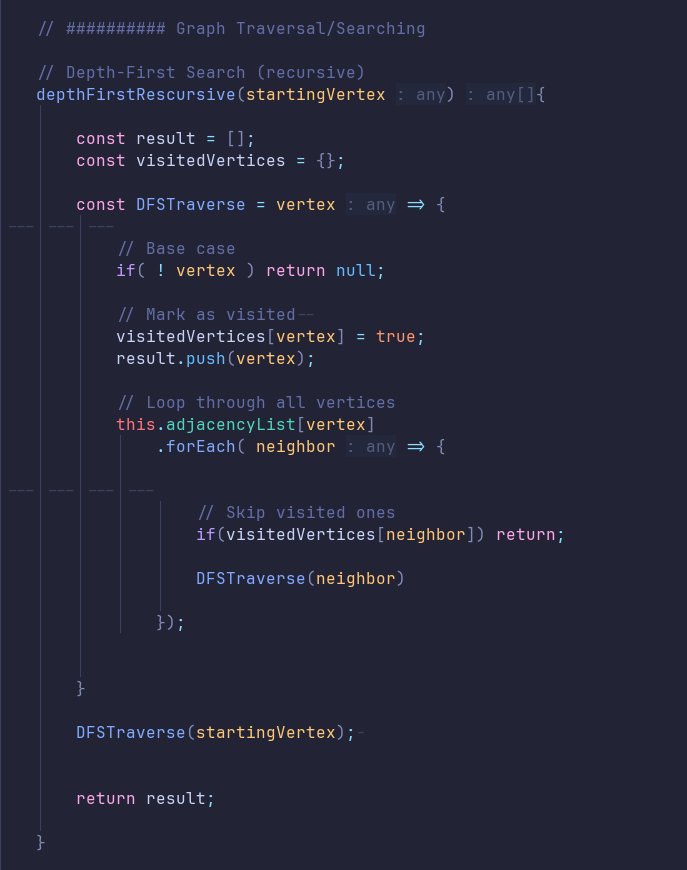 // ########## Graph Traversal/Searching
// Depth-First Search (recursive)
depthFirstRescursive(startingVertex : any) : any[]{
const result = [];
const visitedVertices = {};
const DFSTraverse = vertex : any => {
// Base case
if( ! vertex ) return null;
// Mark as visited
visitedVertices[vertex] = true;
result.push(vertex);
// Loop through all vertices
this.adjacencyList[vertex]
.forEach( neighbor : any => {
// Skip visited ones
if(visitedVertices[neighbor]) return;
DFSTraverse(neighbor)
});
}
DFSTraverse(startingVertex);
return result;
}